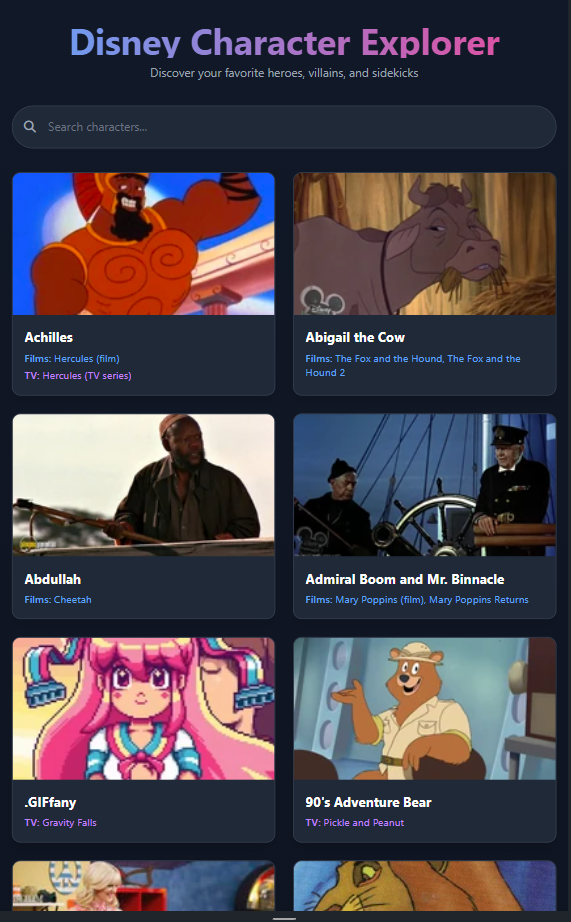 Disney Character Explorer
Discover your favorite heroes, villains, and sidekicks
Search characters...
Achilles
Films: Hercules (film)
TV: Hercules (TV series)
Disney
Abigail the Cow
Films: The Fox and the Hound, The Fox and the
Hound 2
Abdullah
Films: Cheetah
Admiral Boom and Mr. Binnacle
Films: Mary Poppins (film), Mary Poppins Returns
.GIFfany
TV: Gravity Falls
90's Adventure Bear
TV: Pickle and Peanut